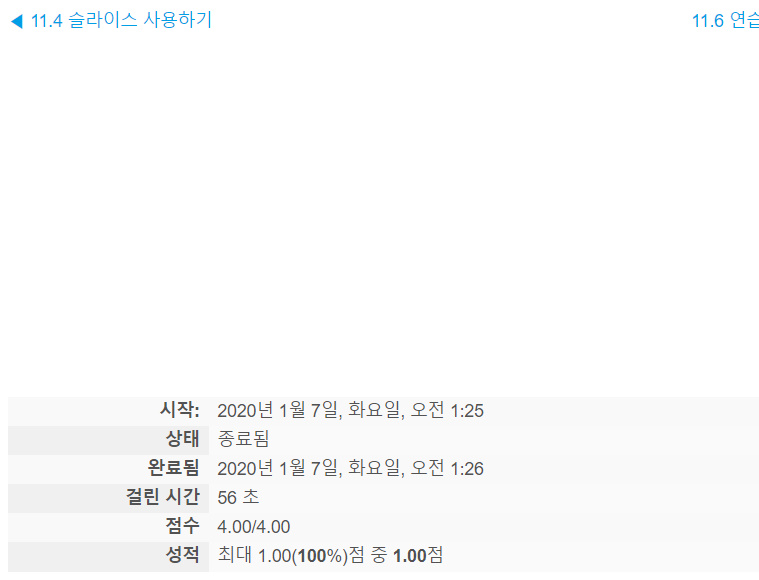 ◀ 11.4 슬라이스 사용하기
11.6
시작: 2020년 1월 7일, 화요일, 오전 1:25
상태 종료됨
완료됨 2020년 1월 7일, 화요일, 오전 1:26
걸린 시간 56 초
점수 4.00/4.00
성적 최대 1.00(100%)점 중 1.00점